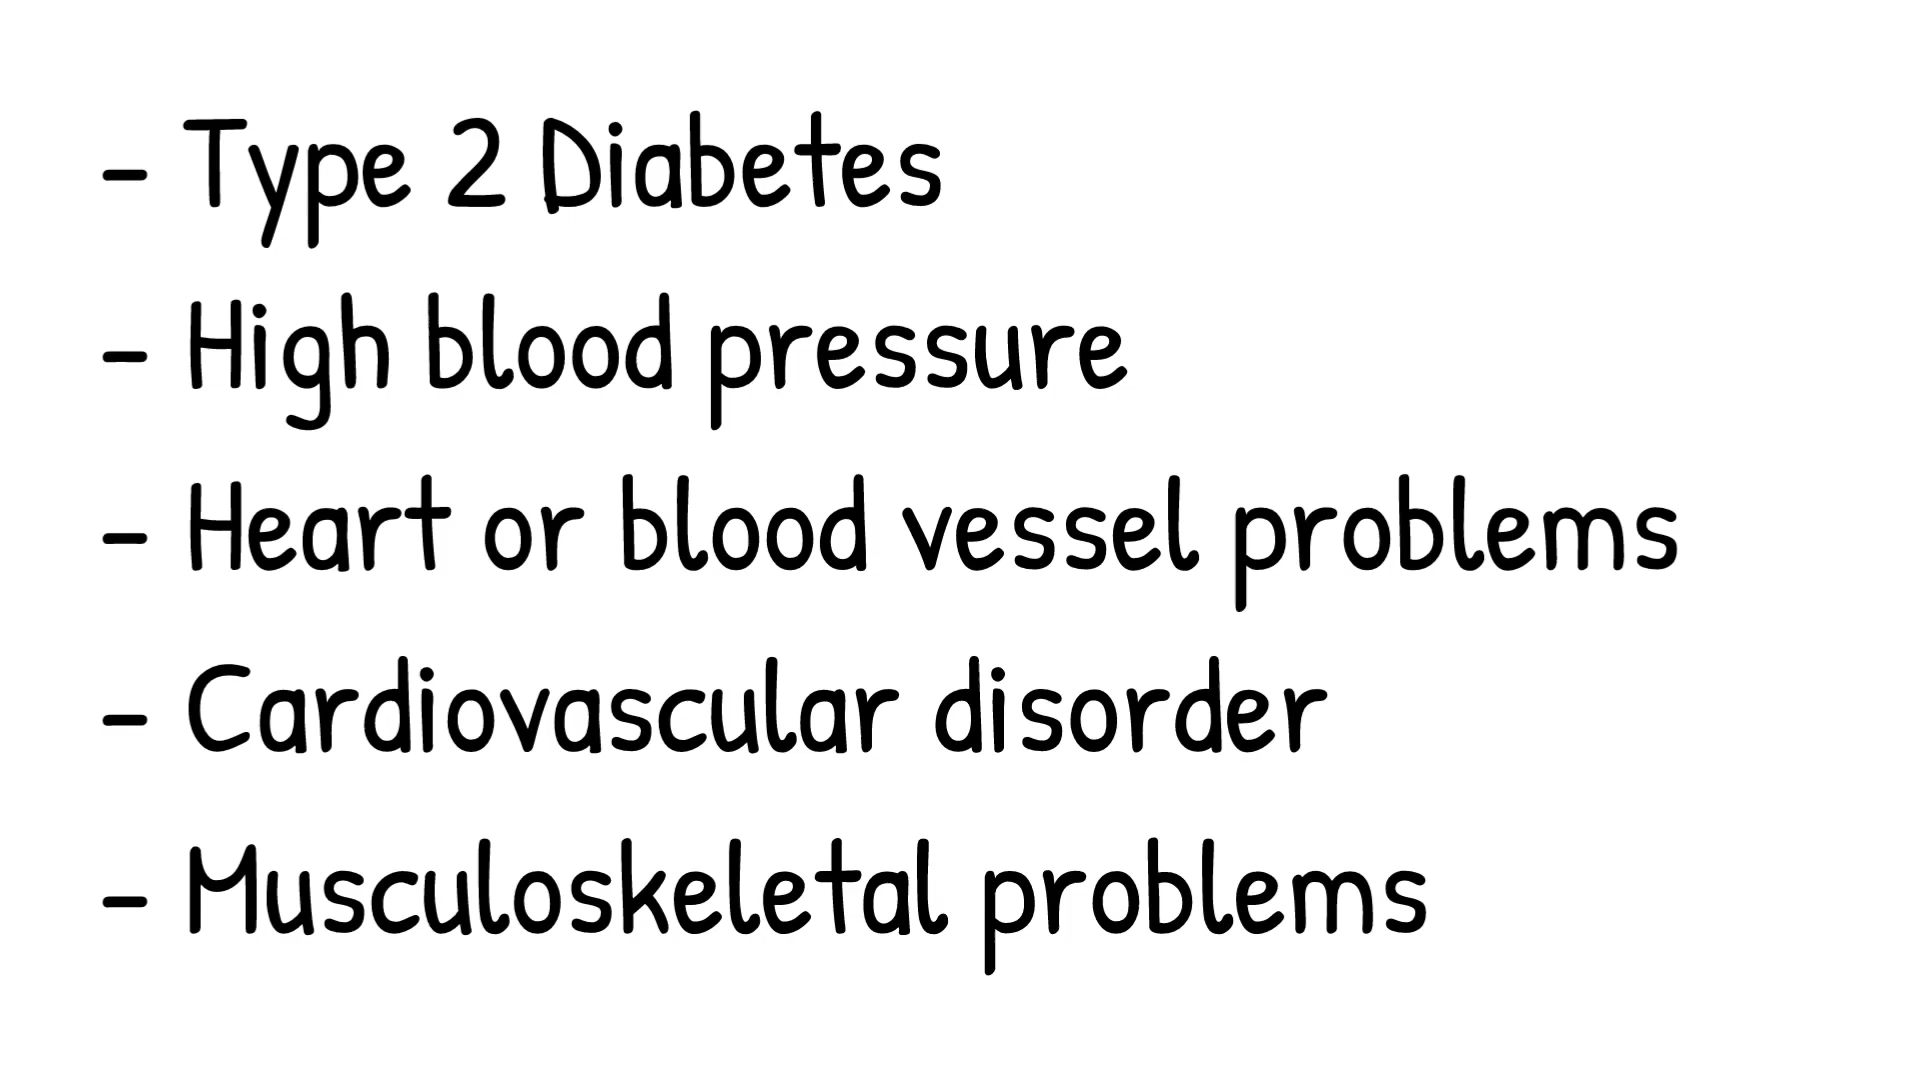 - Type 2 Diabetes
- High blood pressure
- Heart or blood vessel problems
- Cardiovascular disorder
- Musculoskeletal problems